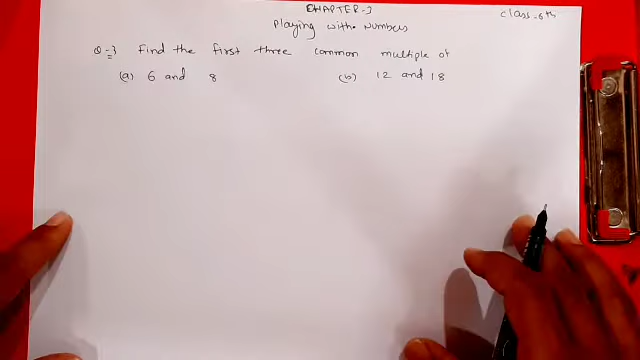 CHAPTER-3
class=6th
Playing with Numbers
Q-3 Find the first three common multiple of
(a) 6 and 8 (b) 12 and 18